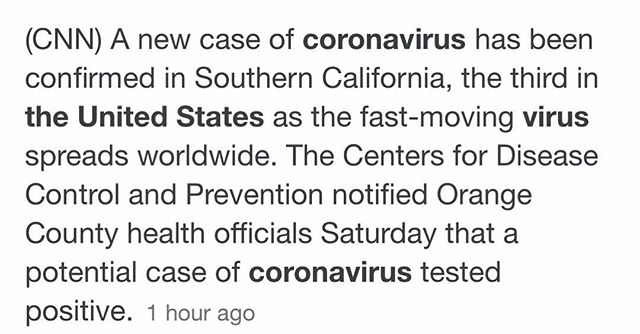 (CNN) A new case of coronavirus has been
confirmed in Southern California, the third in
the United States as the fast-moving virus
spreads worldwide. The Centers for Disease
Control and Prevention notified Orange
County health officials Saturday that a
potential case of coronavirus tested
positive. 1 hour ago